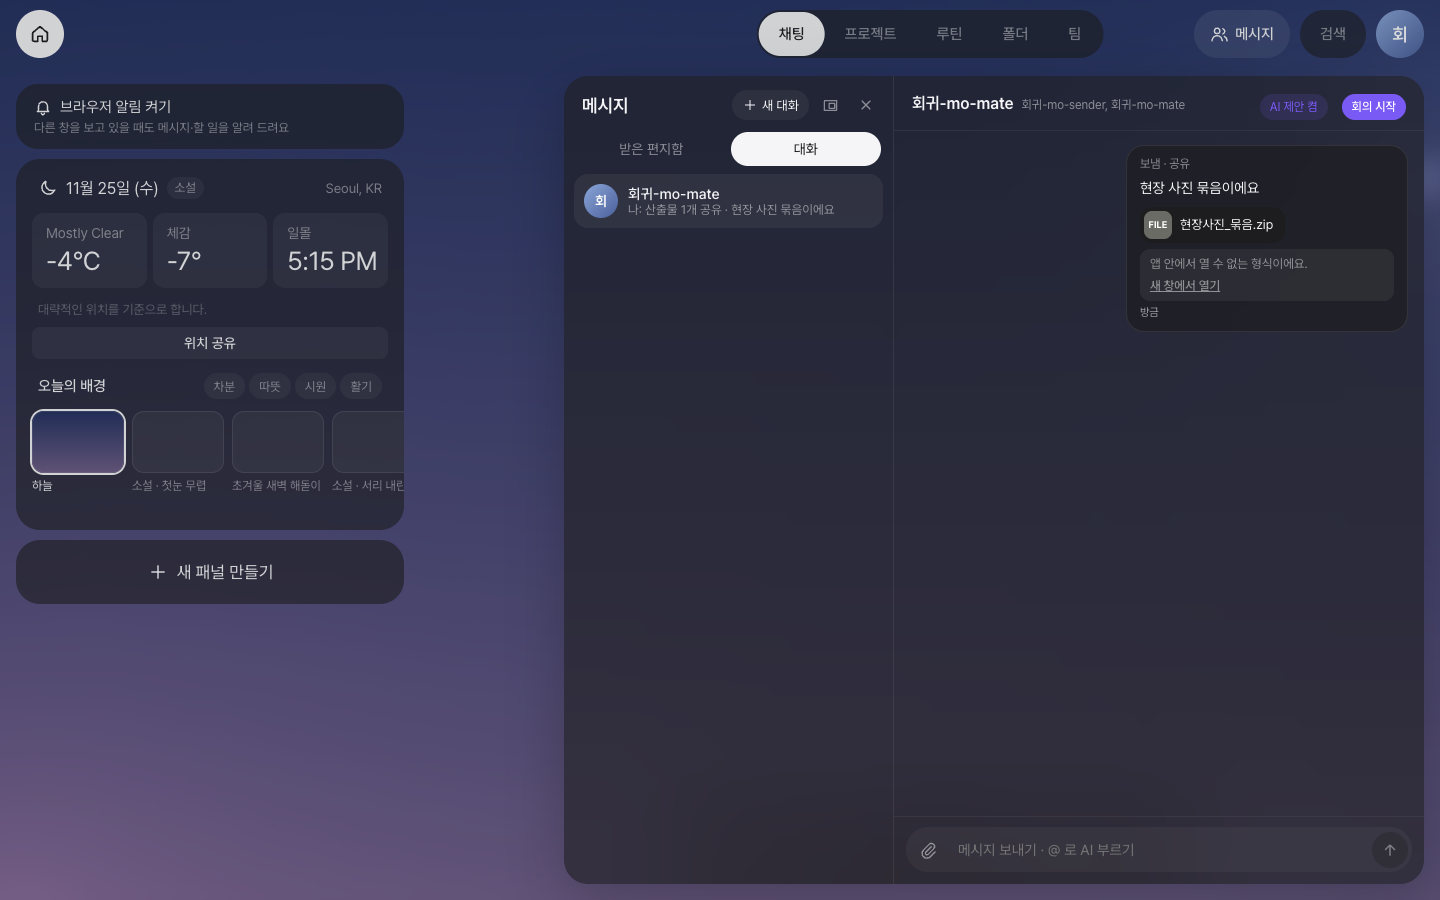 채팅
프로젝트
루틴
폴더
팀
메시지
검색
회
브라우저 알림 켜기
다른 창을 보고 있을 때도 메시지·할 일을 알려 드려요
11월 25일 (수)
소설
Seoul, KR
Mostly Clear
-4°C
체감
-7°
일몰
5:15 PM
대략적인 위치를 기준으로 합니다.
위치 공유
오늘의 배경
차분
따뜻
시원
활기
하늘
소설 · 첫눈 무렵
초겨울 새벽 해돋이
소설 · 서리 내린
새 패널 만들기
메시지
새 대화
받은 편지함
대화
회
회귀-mo-mate
나: 산출물 1개 공유 · 현장 사진 묶음이에요
회귀-mo-mate
회귀-mo-sender, 회귀-mo-mate
AI 제안 켬
회의 시작
보냄 · 공유
현장 사진 묶음이에요
FILE
현장사진_묶음.zip
앱 안에서 열 수 없는 형식이에요.
새 창에서 열기
방금
메시지 보내기 · @ 로 AI 부르기